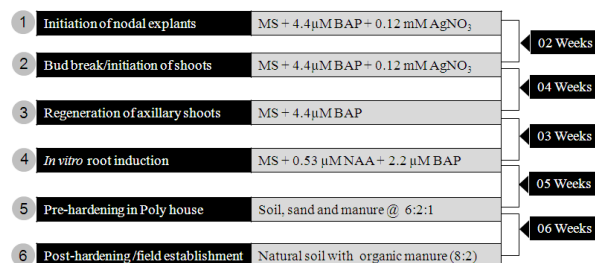 1 Initiation of nodal explants MS + 4.4µM BAP + 0.12 mM AgNO₃
02 Weeks
2 Bud break/initiation of shoots MS + 4.4µM BAP + 0.12 mM AgNO₃
04 Weeks
3 Regeneration of axillary shoots MS + 4.4µM BAP
03 Weeks
4 In vitro root induction MS + 0.53 µM NAA + 2.2 µM BAP
05 Weeks
5 Pre-hardening in Poly house Soil, sand and manure @ 6:2:1
06 Weeks
6 Post-hardening /field establishment Natural soil with organic manure (8:2)